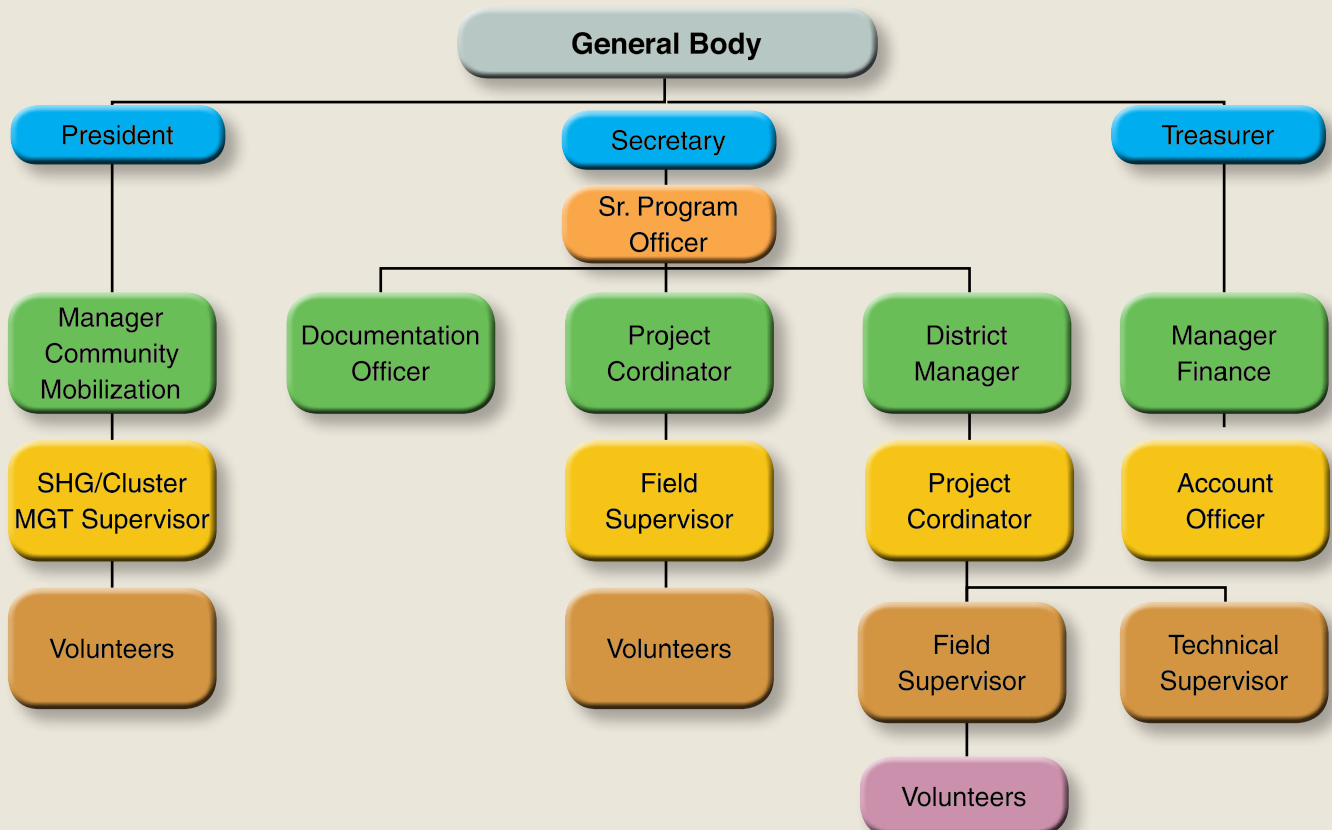 General Body
President
Secretary
Treasurer
Sr. Program
Officer
Manager
Community
Mobilization
Documentation
Officer
Project
Cordinator
District
Manager
Manager
Finance
SHG/Cluster
MGT Supervisor
Field
Supervisor
Project
Cordinator
Account
Officer
Volunteers
Volunteers
Field
Supervisor
Technical
Supervisor
Volunteers